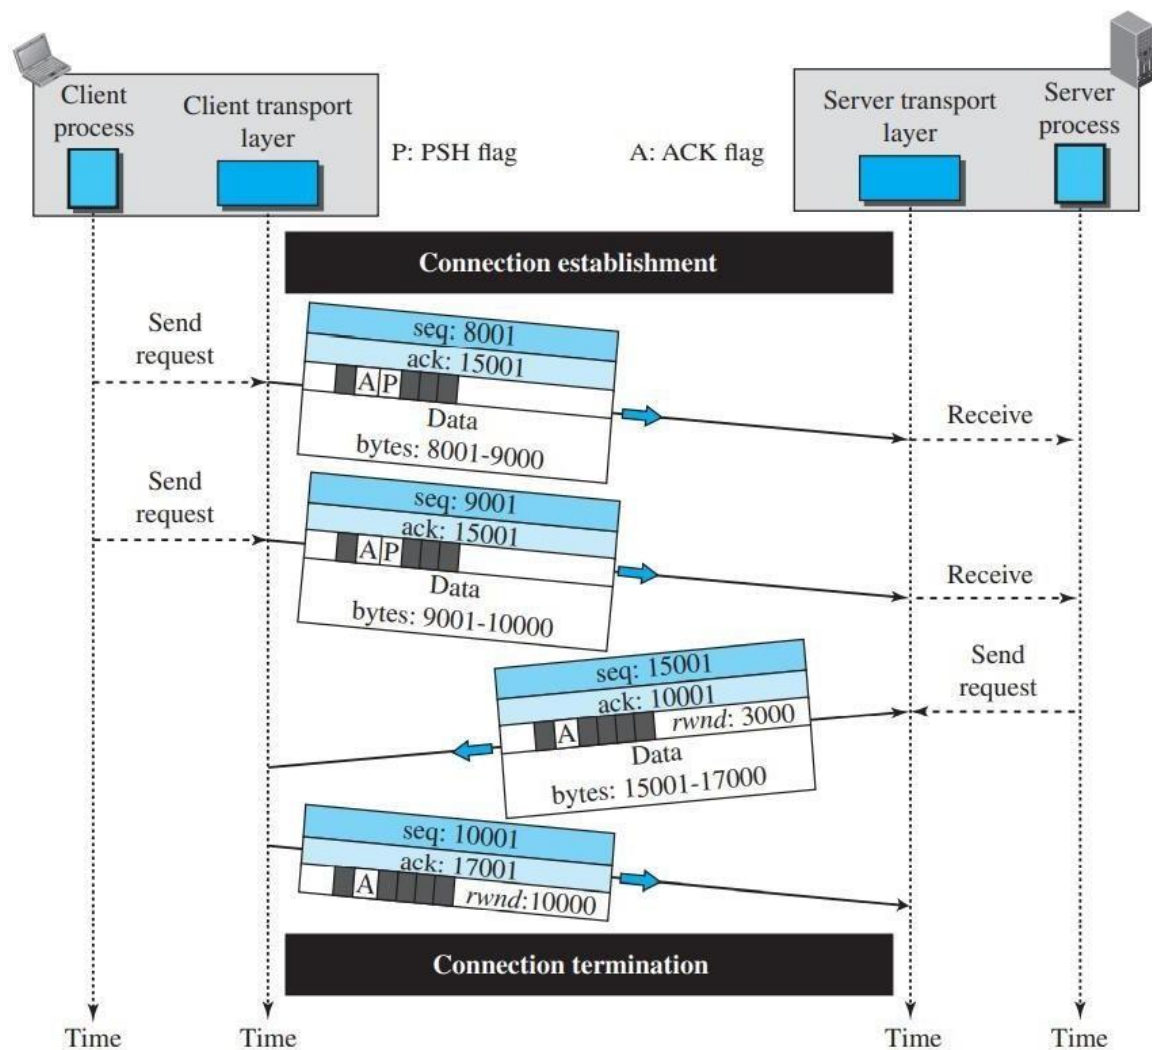 Client
process
Client transport
layer
P: PSH flag
A: ACK flag
Server transport
layer
Server
process
Connection establishment
Send
request
seq: 8001
ack: 15001
A P
Data
bytes: 8001-9000
Receive
Send
request
seq: 9001
ack: 15001
A P
Data
bytes: 9001-10000
Receive
Send
request
seq: 15001
ack: 10001
A rwnd: 3000
Data
bytes: 15001-17000
seq: 10001
ack: 17001
A rwnd:10000
Connection termination
Time
Time
Time
Time